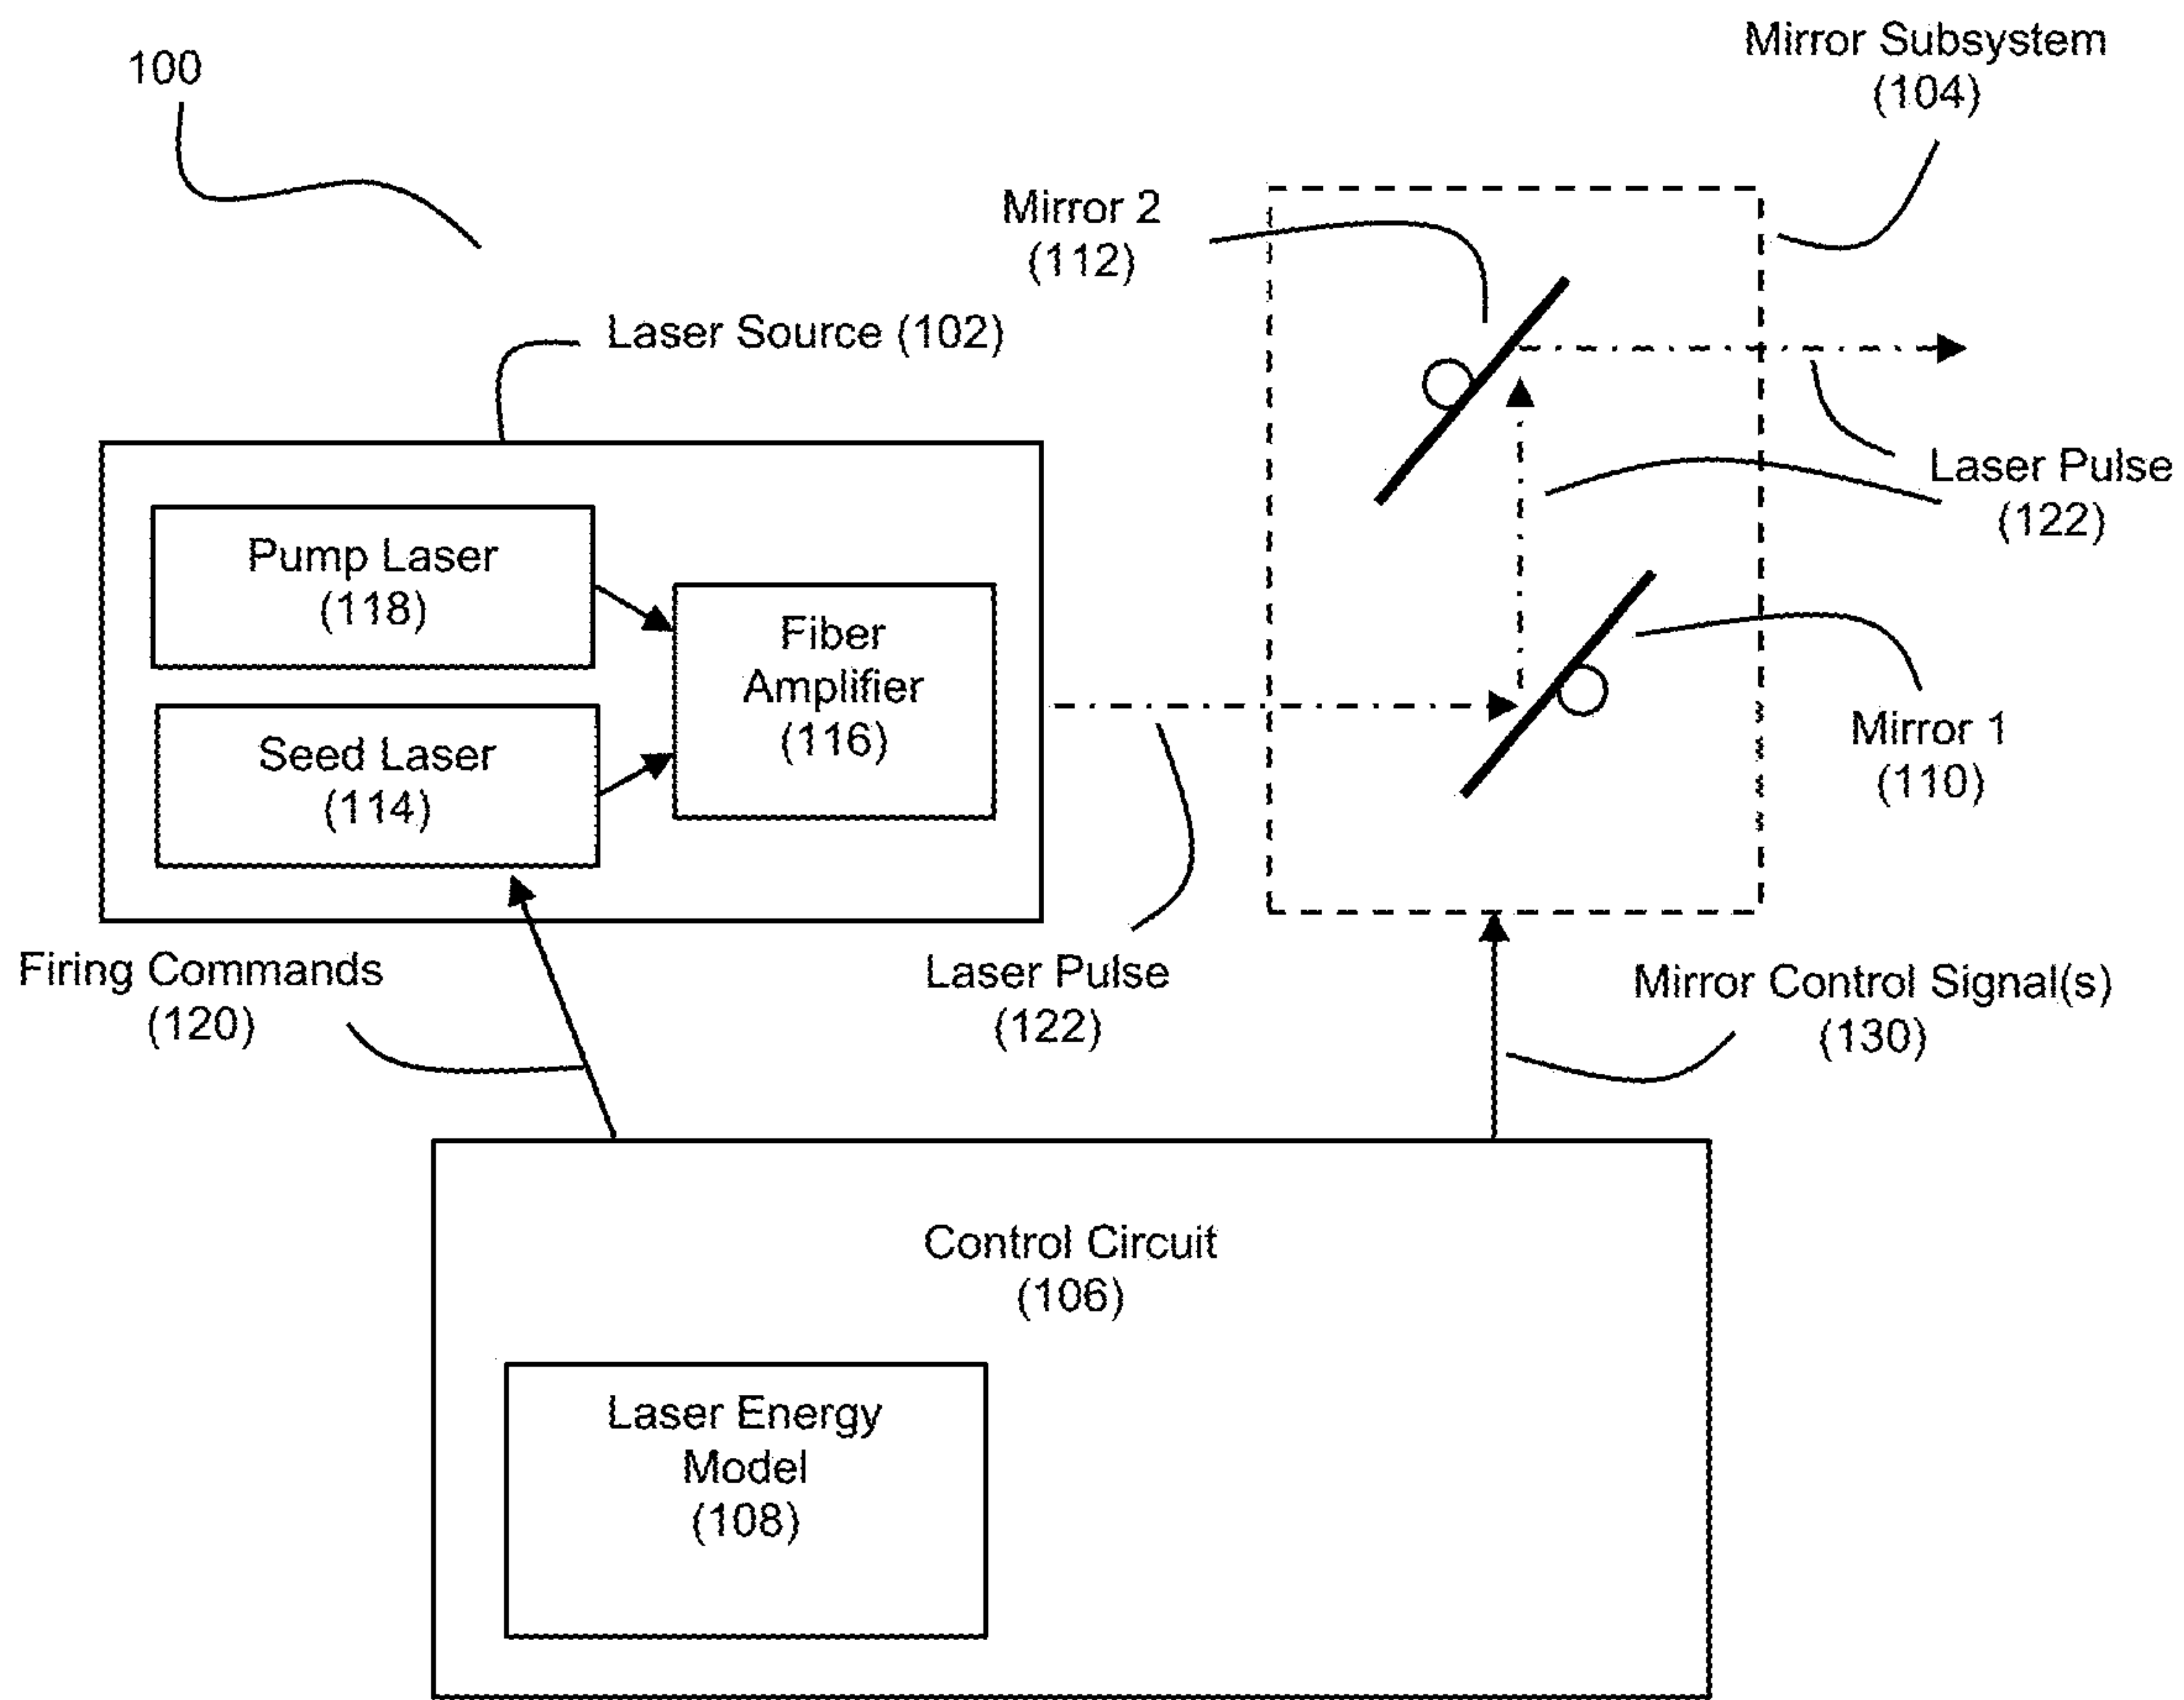 100
Mirror Subsystem
(104)
Mirror 2
(112)
Laser Source (102)
Laser Pulse
(122)
Pump Laser
(118)
Fiber
Amplifier
(116)
Seed Laser
(114)
Mirror 1
(110)
Firing Commands
(120)
Laser Pulse
(122)
Mirror Control Signal(s)
(130)
Control Circuit
(106)
Laser Energy
Model
(108)